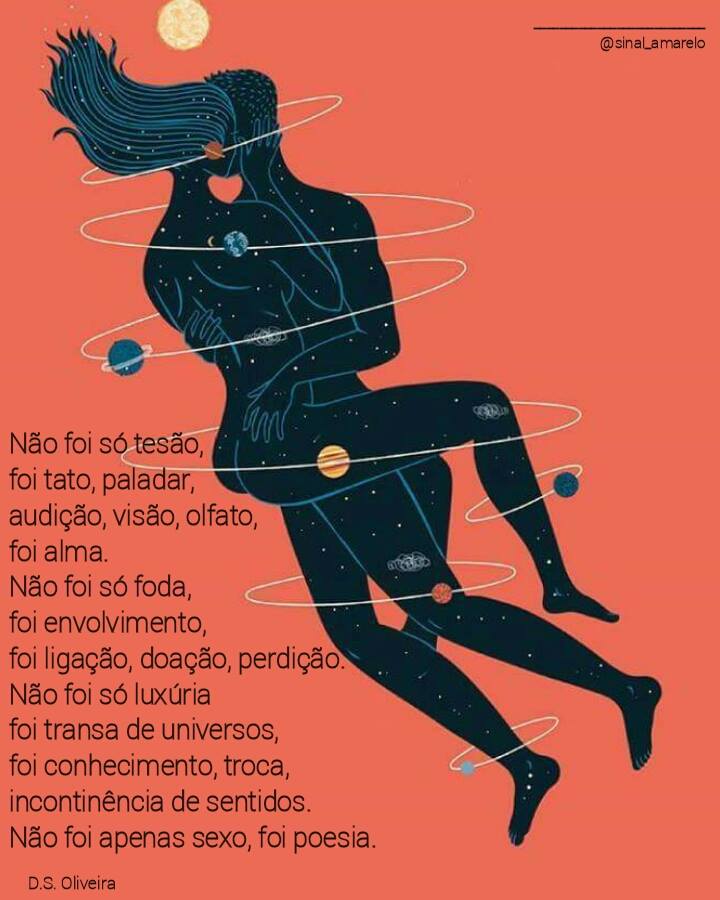 @sinal_amarelo
Não foi só tesão,
foi tato, paladar,
audição, visão, olfato,
foi alma.
Não foi só foda,
foi envolvimento,
foi ligação, doação, perdição.
Não foi só luxúria
foi transa de universos,
foi conhecimento, troca,
incontinência de sentidos.
Não foi apenas sexo, foi poesia.
D.S. Oliveira